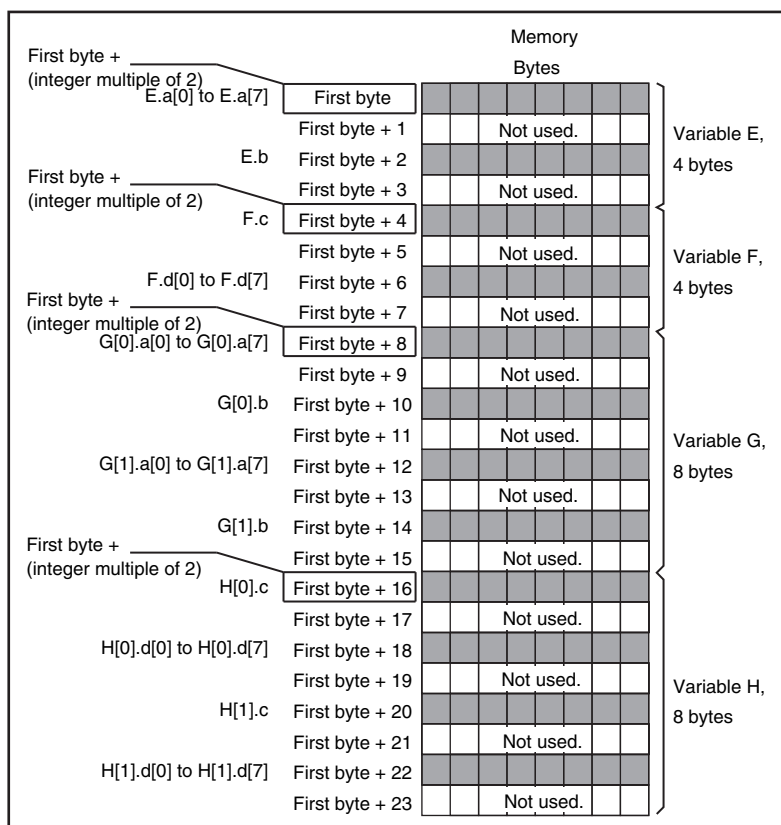 Memory
Bytes
First byte +
(integer multiple of 2)
E.a[0] to E.a[7] First byte
First byte + 1 Not used.
E.b First byte + 2
First byte + 3 Not used.
Variable E,
4 bytes
First byte +
(integer multiple of 2)
F.c First byte + 4
First byte + 5 Not used.
F.d[0] to F.d[7] First byte + 6
First byte + 7 Not used.
Variable F,
4 bytes
First byte +
(integer multiple of 2)
G[0].a[0] to G[0].a[7] First byte + 8
First byte + 9 Not used.
G[0].b First byte + 10
First byte + 11 Not used.
G[1].a[0] to G[1].a[7] First byte + 12
First byte + 13 Not used.
G[1].b First byte + 14
First byte + 15 Not used.
Variable G,
8 bytes
First byte +
(integer multiple of 2)
H[0].c First byte + 16
First byte + 17 Not used.
H[0].d[0] to H[0].d[7] First byte + 18
First byte + 19 Not used.
H[1].c First byte + 20
First byte + 21 Not used.
H[1].d[0] to H[1].d[7] First byte + 22
First byte + 23 Not used.
Variable H,
8 bytes